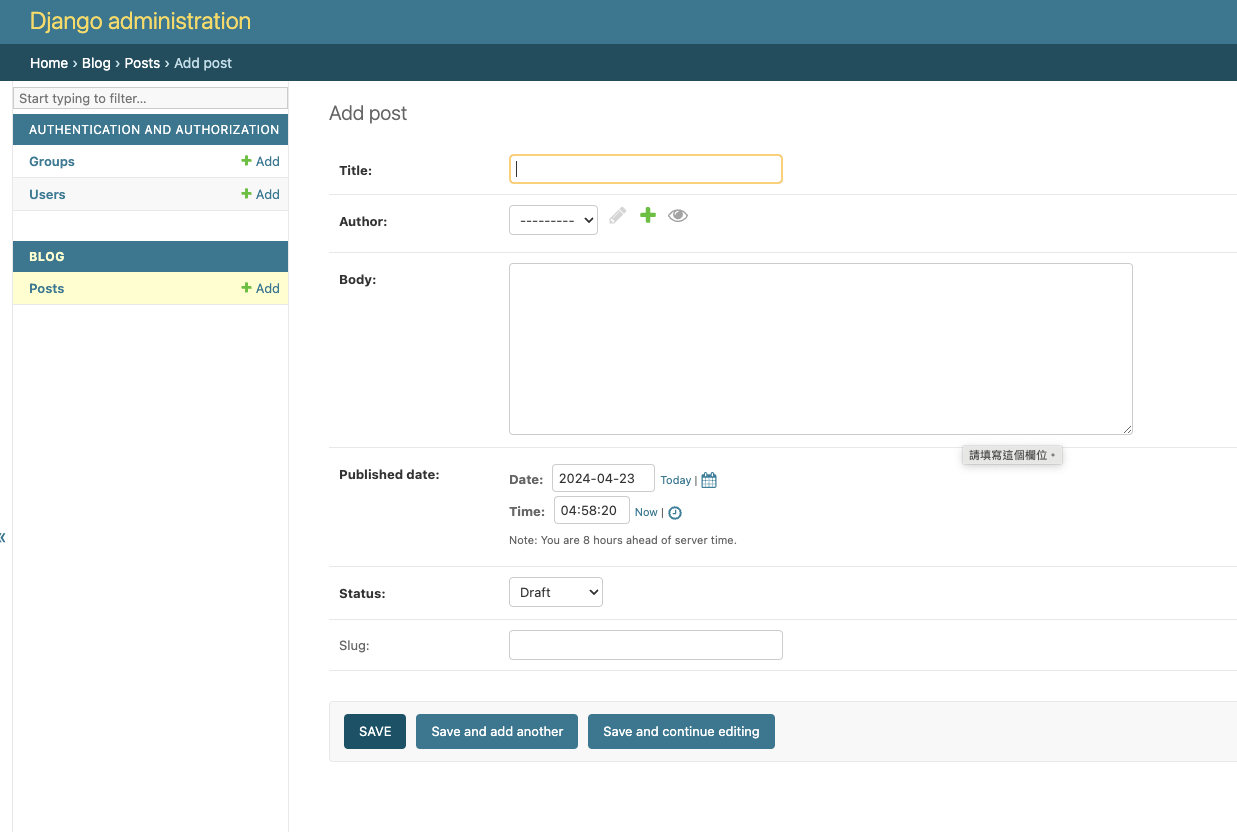 Django administration
Home › Blog › Posts › Add post
Start typing to filter...
AUTHENTICATION AND AUTHORIZATION
Groups + Add
Users + Add
BLOG
Posts + Add
«
Add post
Title:
Author: ---------
Body:
請填寫這個欄位。
Published date:
Date: 2024-04-23 Today |
Time: 04:58:20 Now |
Note: You are 8 hours ahead of server time.
Status: Draft
Slug:
SAVE Save and add another Save and continue editing